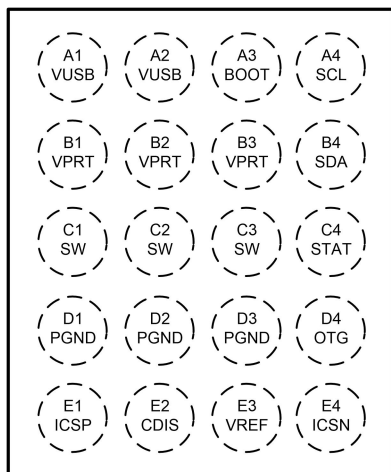 A1 A2 A3 A4
VUSB VUSB BOOT SCL
B1 B2 B3 B4
VPRT VPRT VPRT SDA
C1 C2 C3 C4
SW SW SW STAT
D1 D2 D3 D4
PGND PGND PGND OTG
E1 E2 E3 E4
ICSP CDIS VREF ICSN